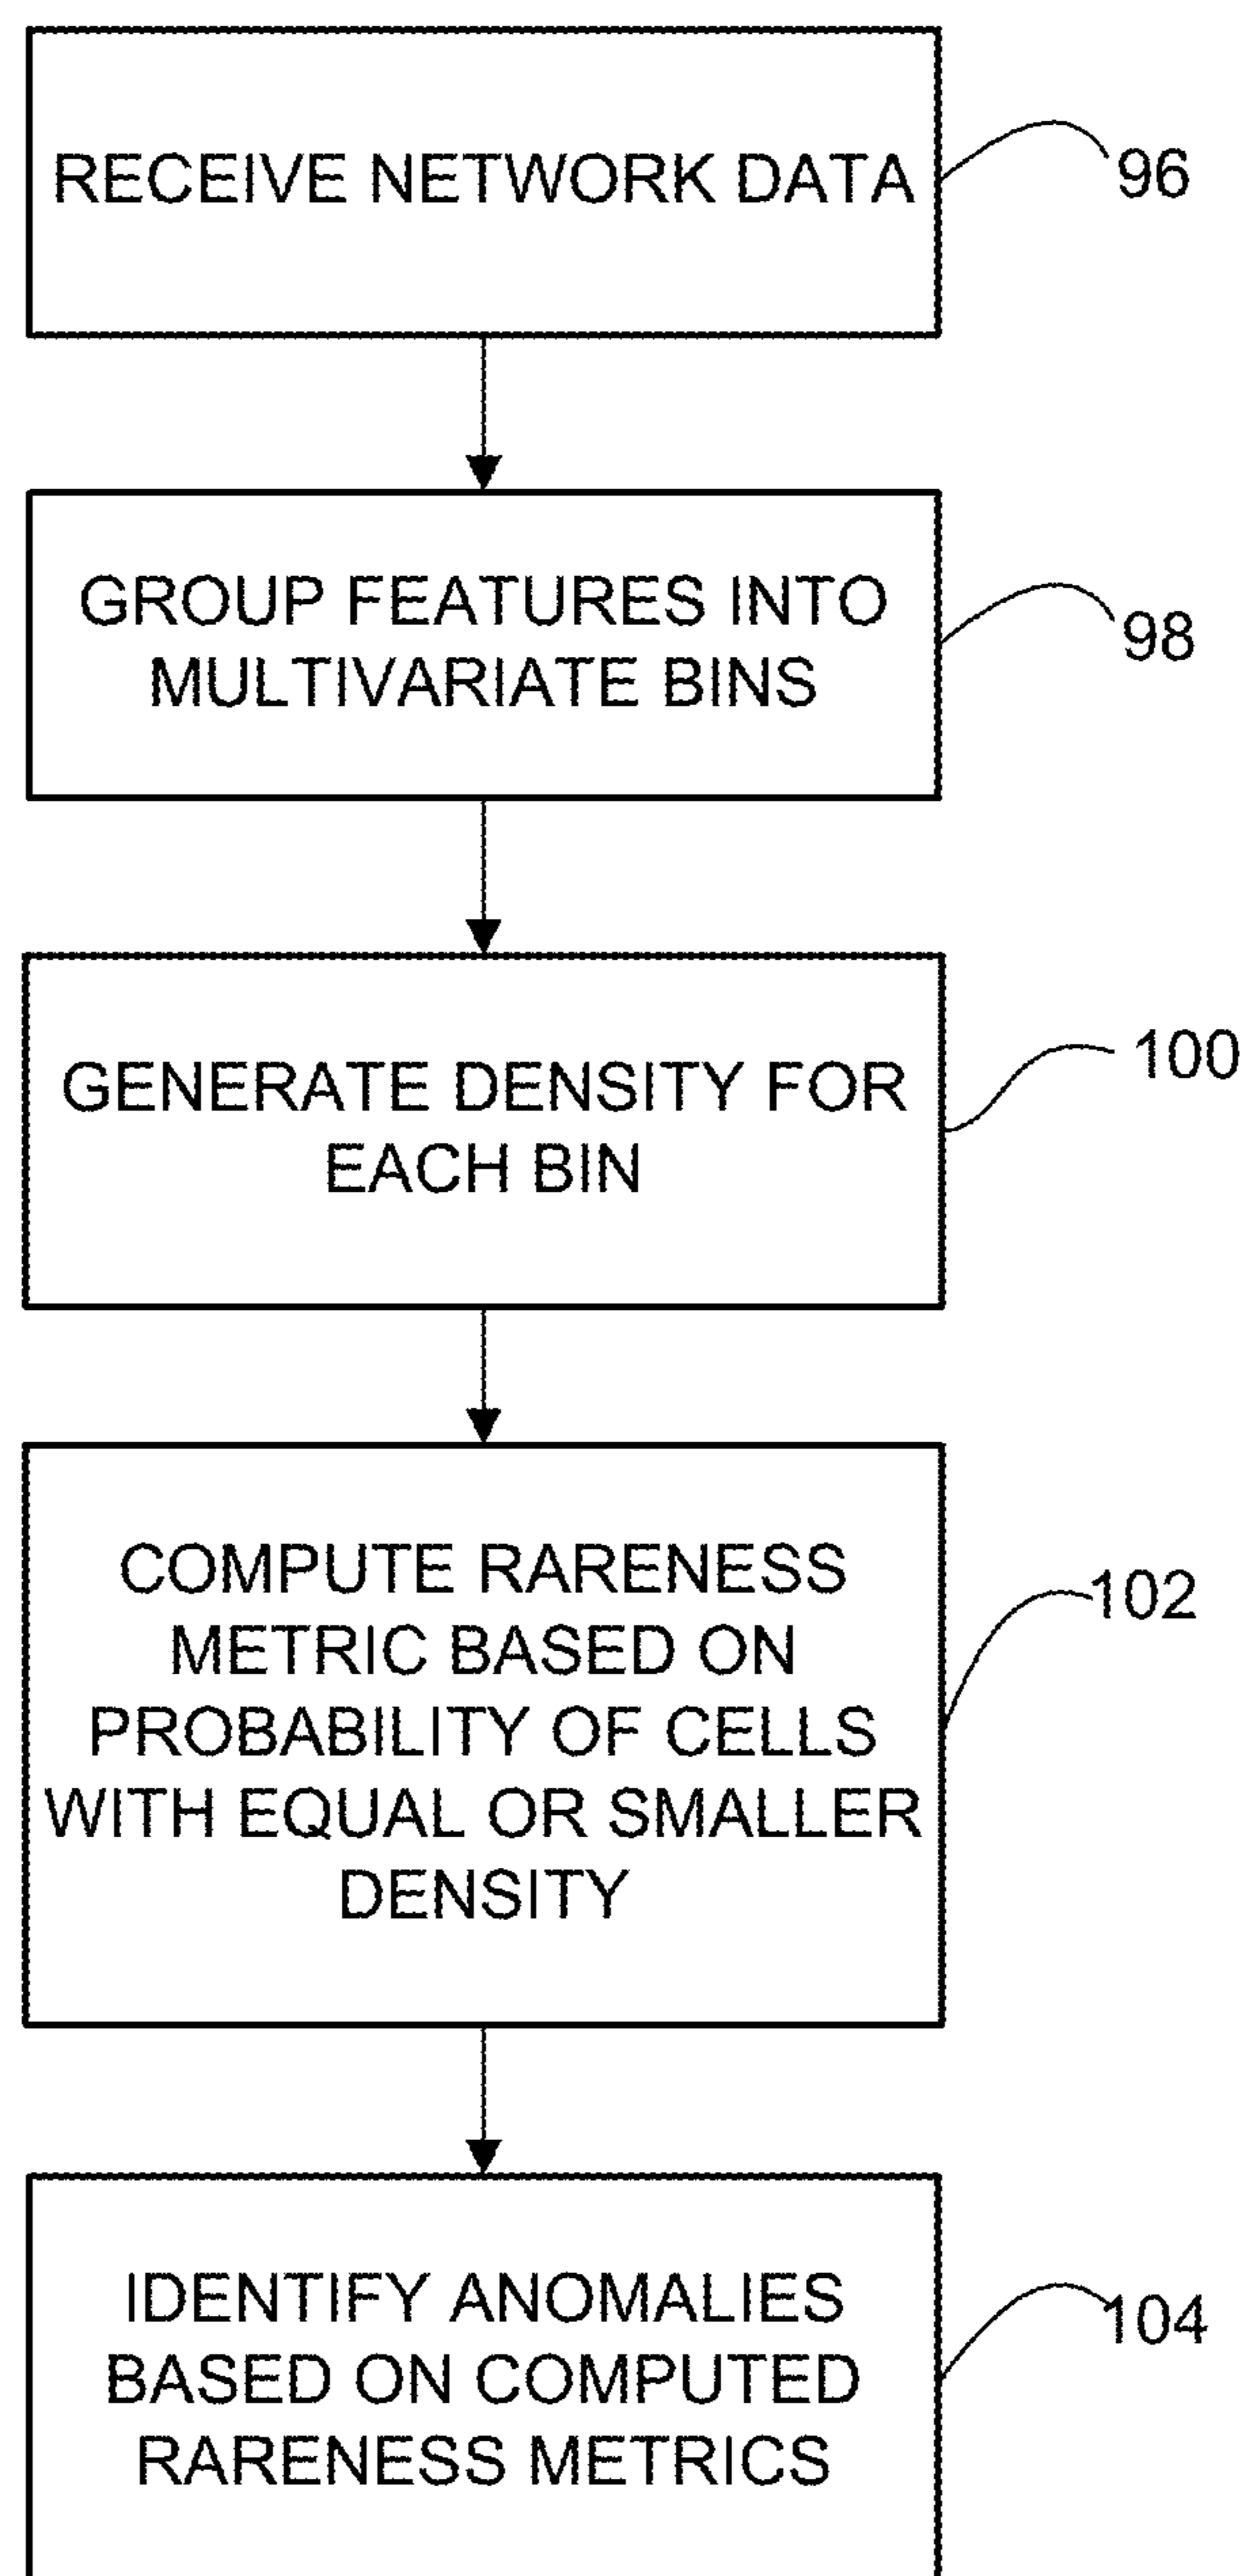 RECEIVE NETWORK DATA
96
GROUP FEATURES INTO
MULTIVARIATE BINS
98
GENERATE DENSITY FOR
EACH BIN
100
COMPUTE RARENESS
METRIC BASED ON
PROBABILITY OF CELLS
WITH EQUAL OR SMALLER
DENSITY
102
IDENTIFY ANOMALIES
BASED ON COMPUTED
RARENESS METRICS
104